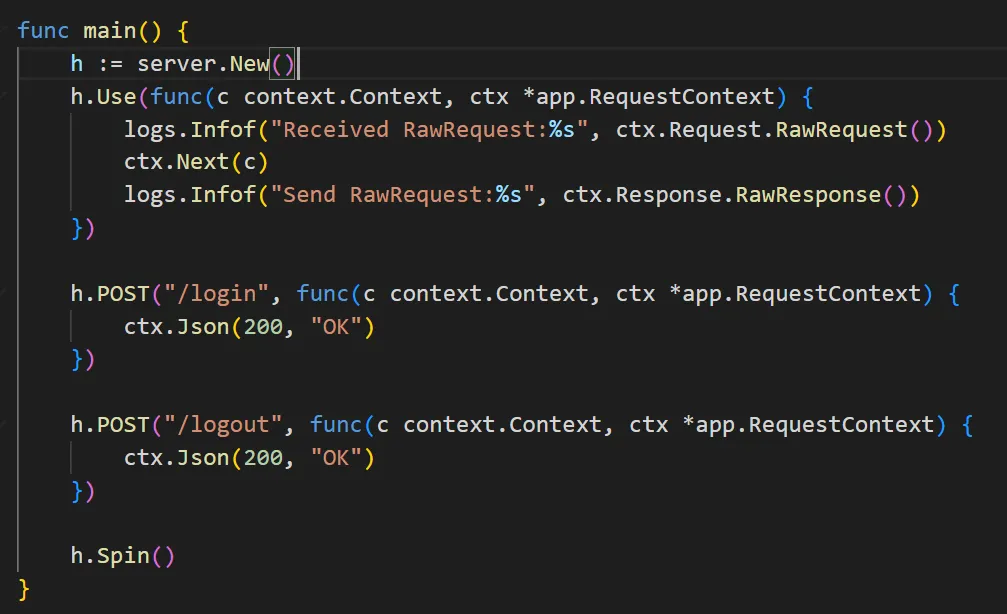 func main() {
    h := server.New()
    h.Use(func(c context.Context, ctx *app.RequestContext) {
        logs.Infof("Received RawRequest:%s", ctx.Request.RawRequest())
        ctx.Next(c)
        logs.Infof("Send RawRequest:%s", ctx.Response.RawResponse())
    })
    h.POST("/login", func(c context.Context, ctx *app.RequestContext) {
        ctx.Json(200, "OK")
    })
    h.POST("/logout", func(c context.Context, ctx *app.RequestContext) {
        ctx.Json(200, "OK")
    })
    h.Spin()
}